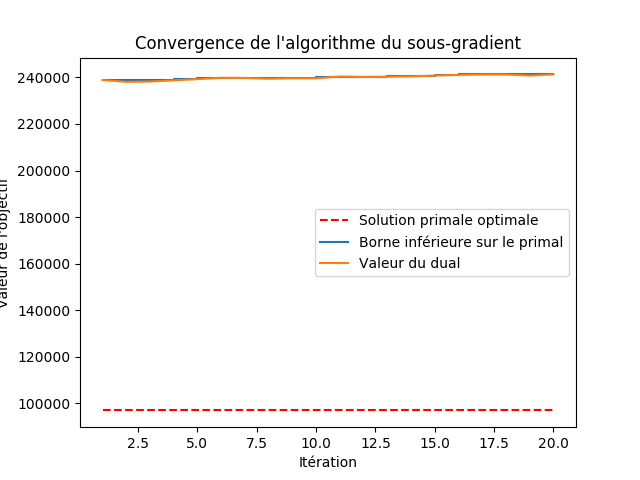 Convergence de l'algorithme du sous-gradient
240000
220000
200000
180000
160000
140000
120000
100000
Valeur de l'objectif
Solution primale optimale
Borne inférieure sur le primal
Valeur du dual
2.5 5.0 7.5 10.0 12.5 15.0 17.5 20.0
Itération